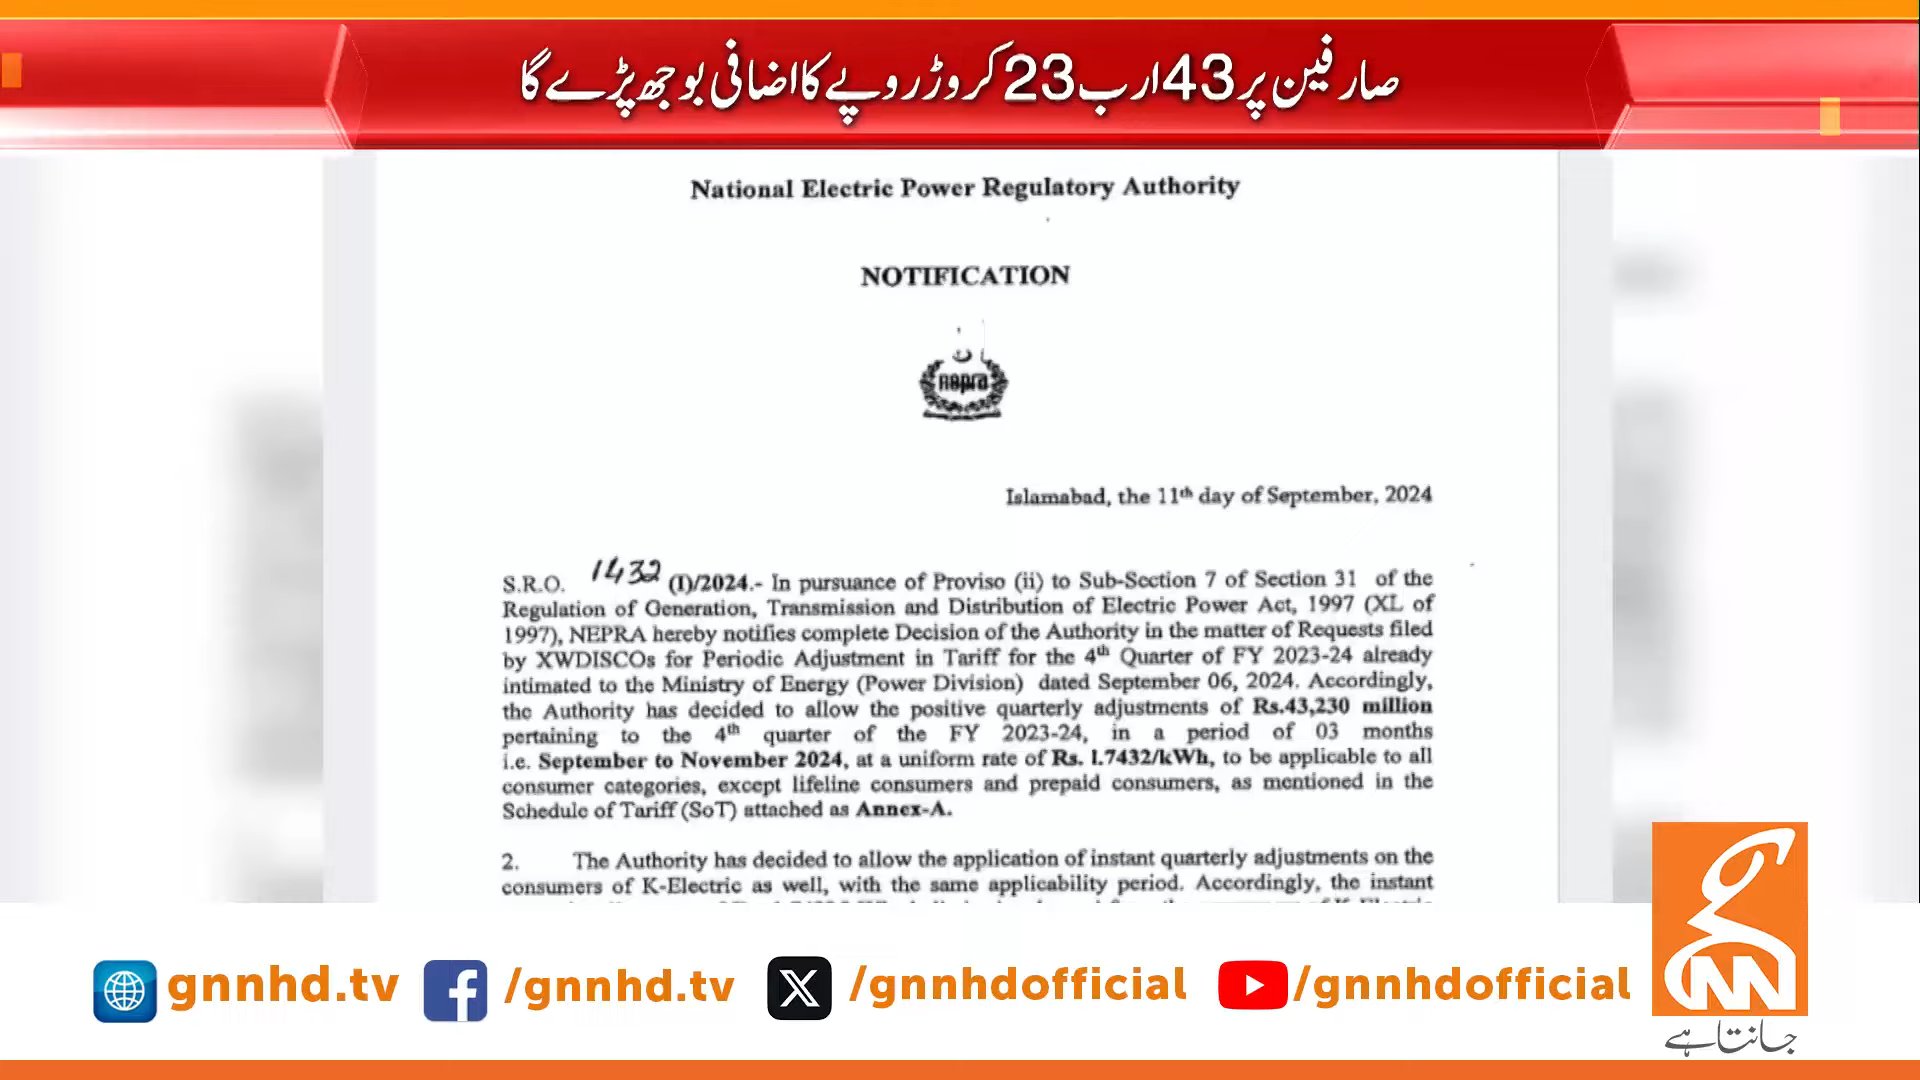 صارفین پر 43 ارب 23 کروڑ روپے کا اضافی بوجھ پڑے گا
National Electric Power Regulatory Authority
NOTIFICATION
nepra
Islamabad, the 11th day of September, 2024
S.R.O. 1432 (I)/2024.- In pursuance of Proviso (ii) to Sub-Section 7 of Section 31 of the
Regulation of Generation, Transmission and Distribution of Electric Power Act, 1997 (XL of
1997), NEPRA hereby notifies complete Decision of the Authority in the matter of Requests filed
by XWDISCOs for Periodic Adjustment in Tariff for the 4th Quarter of FY 2023-24 already
intimated to the Ministry of Energy (Power Division) dated September 06, 2024. Accordingly,
the Authority has decided to allow the positive quarterly adjustments of Rs.43,230 million
pertaining to the 4th quarter of the FY 2023-24, in a period of 03 months
i.e. September to November 2024, at a uniform rate of Rs. 1.7432/kWh, to be applicable to all
consumer categories, except lifeline consumers and prepaid consumers, as mentioned in the
Schedule of Tariff (SoT) attached as Annex-A.
2. The Authority has decided to allow the application of instant quarterly adjustments on the
consumers of K-Electric as well, with the same applicability period. Accordingly, the instant
gnnhd.tv /gnnhd.tv /gnnhdofficial /gnnhdofficial
GNN
جانتا ہے